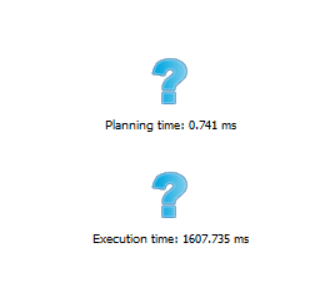 Planning time: 0.741 ms
Execution time: 1607.735 ms